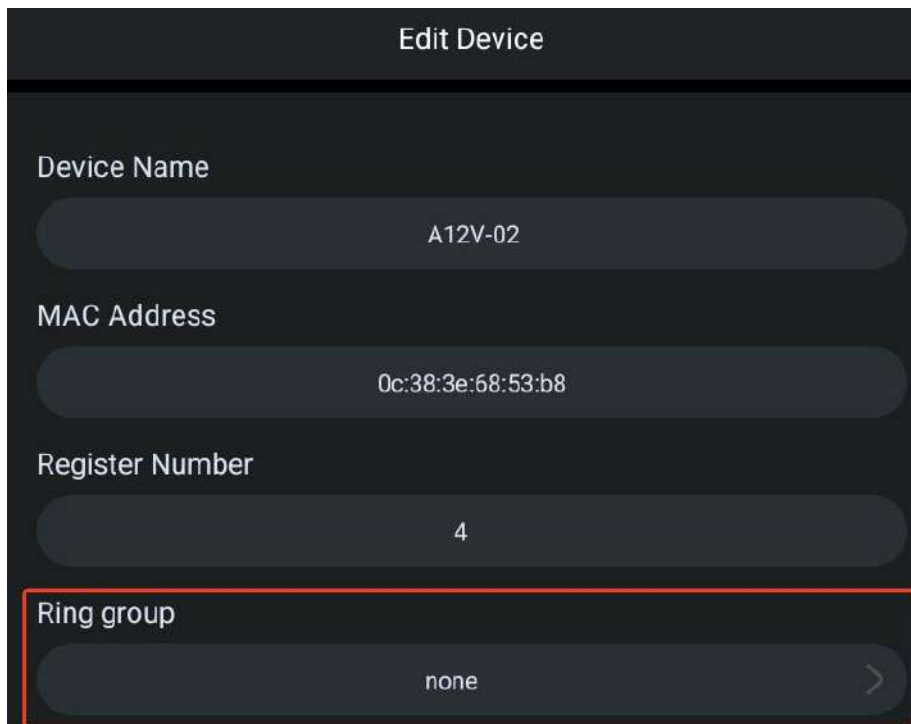 Edit Device
Device Name
A12V-02
MAC Address
0c:38:3e:68:53:b8
Register Number
4
Ring group
none